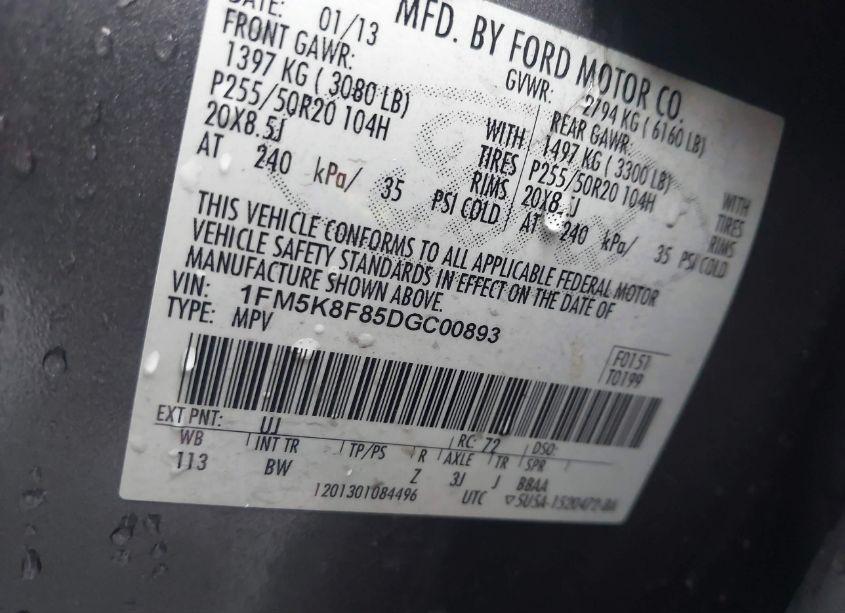 DATE: 01/13
MFD. BY FORD MOTOR CO.
FRONT GAWR:
GVWR: 2794 KG ( 6160 LB)
1397 KG ( 3080 LB)
REAR GAWR:
1497 KG ( 3300 LB)
P255/50R20 104H
WITH
TIRES
P255/50R20 104H
WITH
TIRES
20X8.5J
RIMS
20X8.5J
RIMS
AT 240 kPa/ 35 PSI COLD
AT 240 kPa/ 35 PSI COLD
THIS VEHICLE CONFORMS TO ALL APPLICABLE FEDERAL MOTOR
VEHICLE SAFETY STANDARDS IN EFFECT ON THE DATE OF
MANUFACTURE SHOWN ABOVE.
VIN: 1FM5K8F85DGC00893
TYPE: MPV
F0151
T0199
EXT PNT: UJ RC: 72 DSO:
WB INT TR TP/PS R AXLE TR SPR
113 BW Z 3J J BBAA
1201301084496 UTC